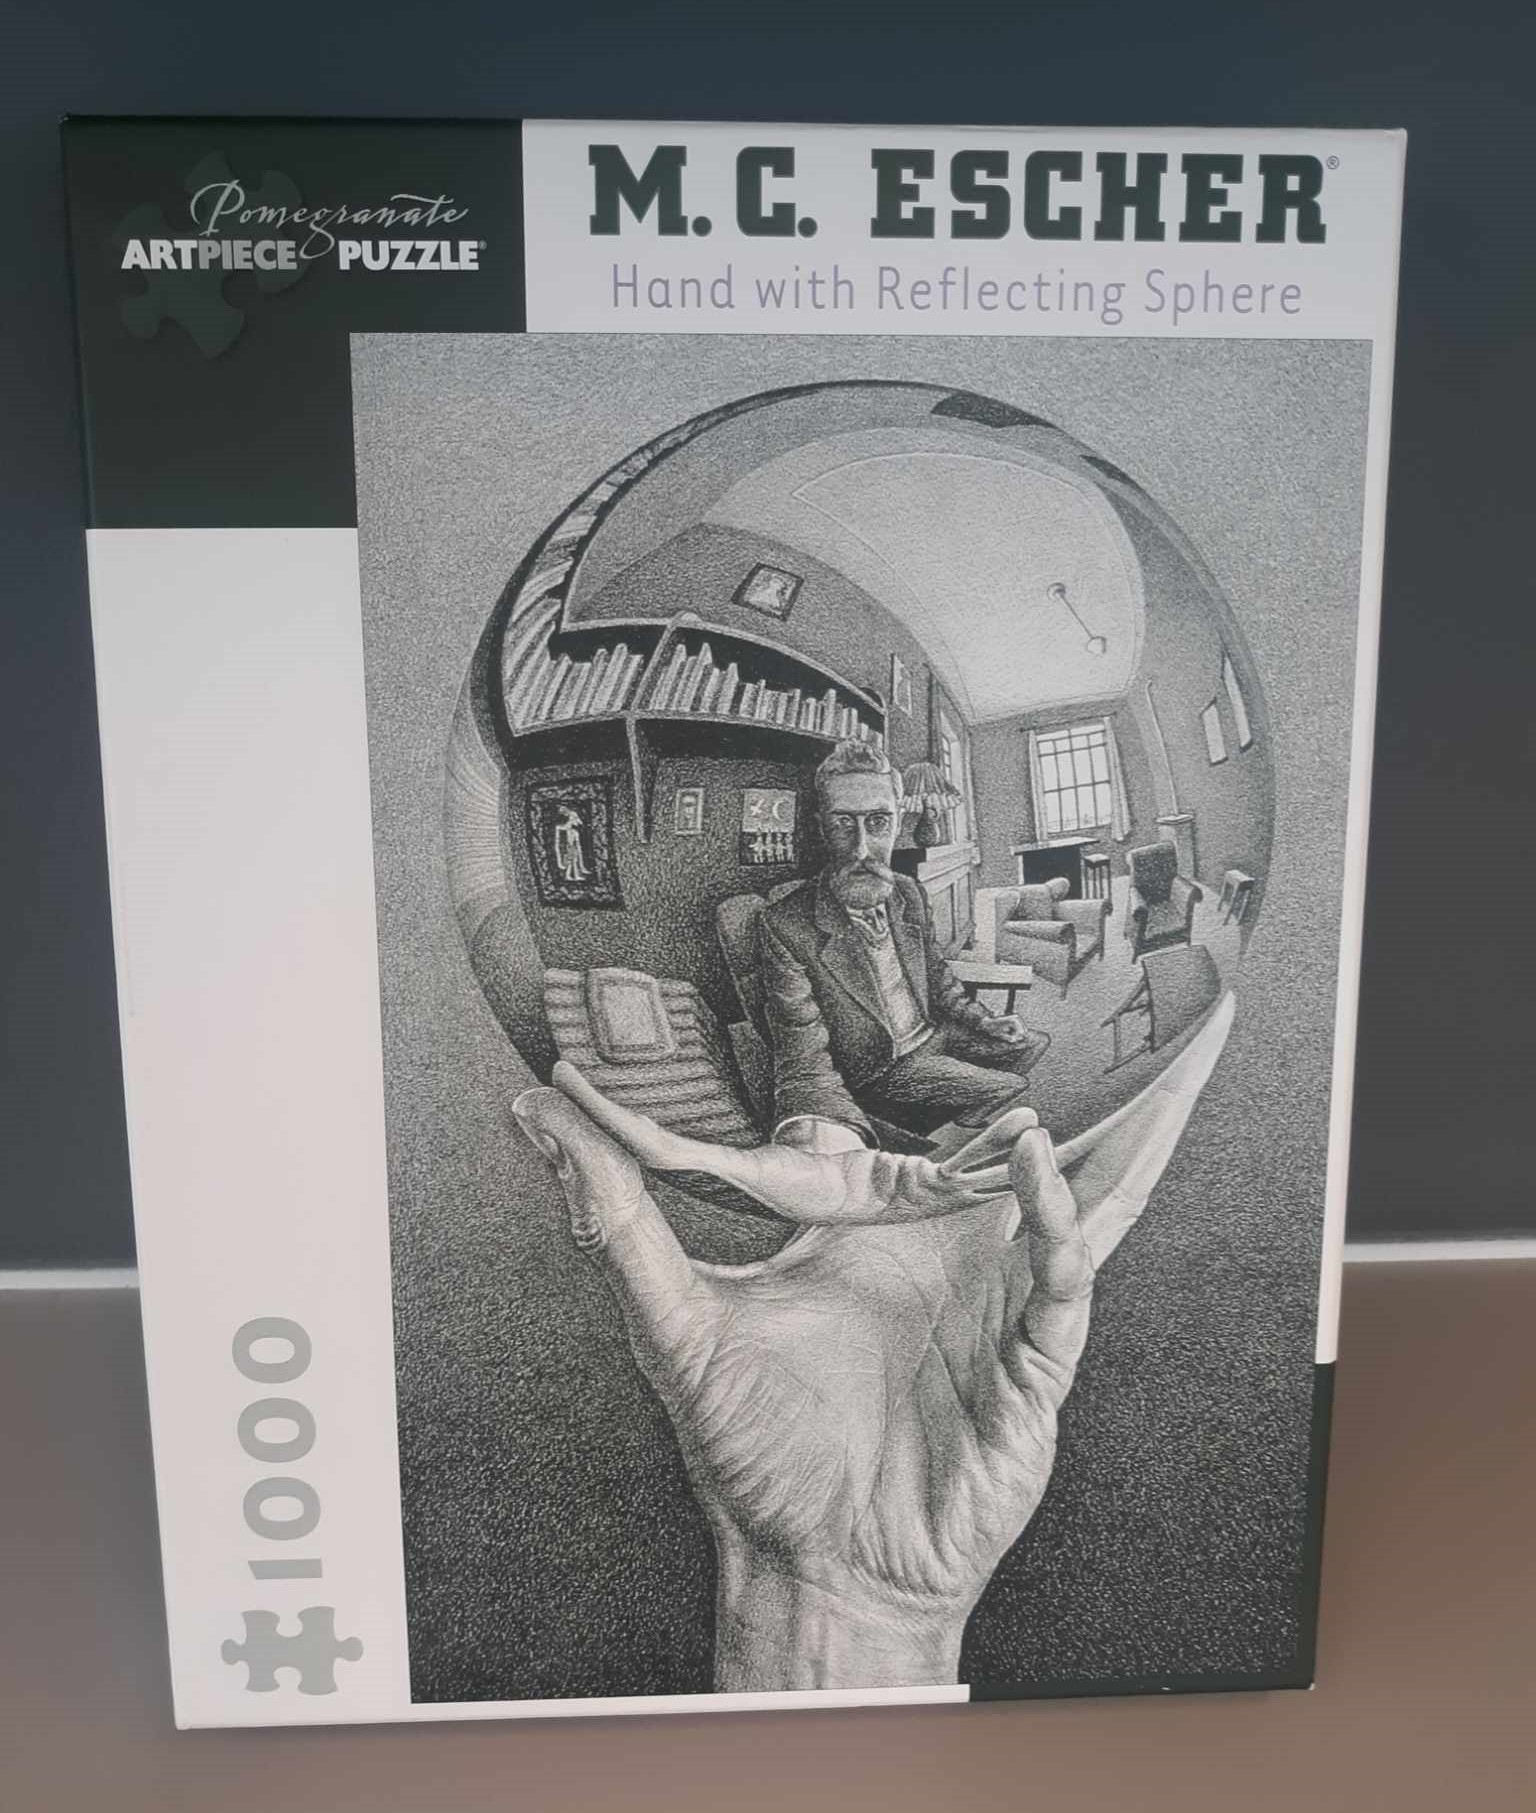 Pomegranate
ARTPIECE PUZZLE®
M.C. ESCHER®
Hand with Reflecting Sphere
1000